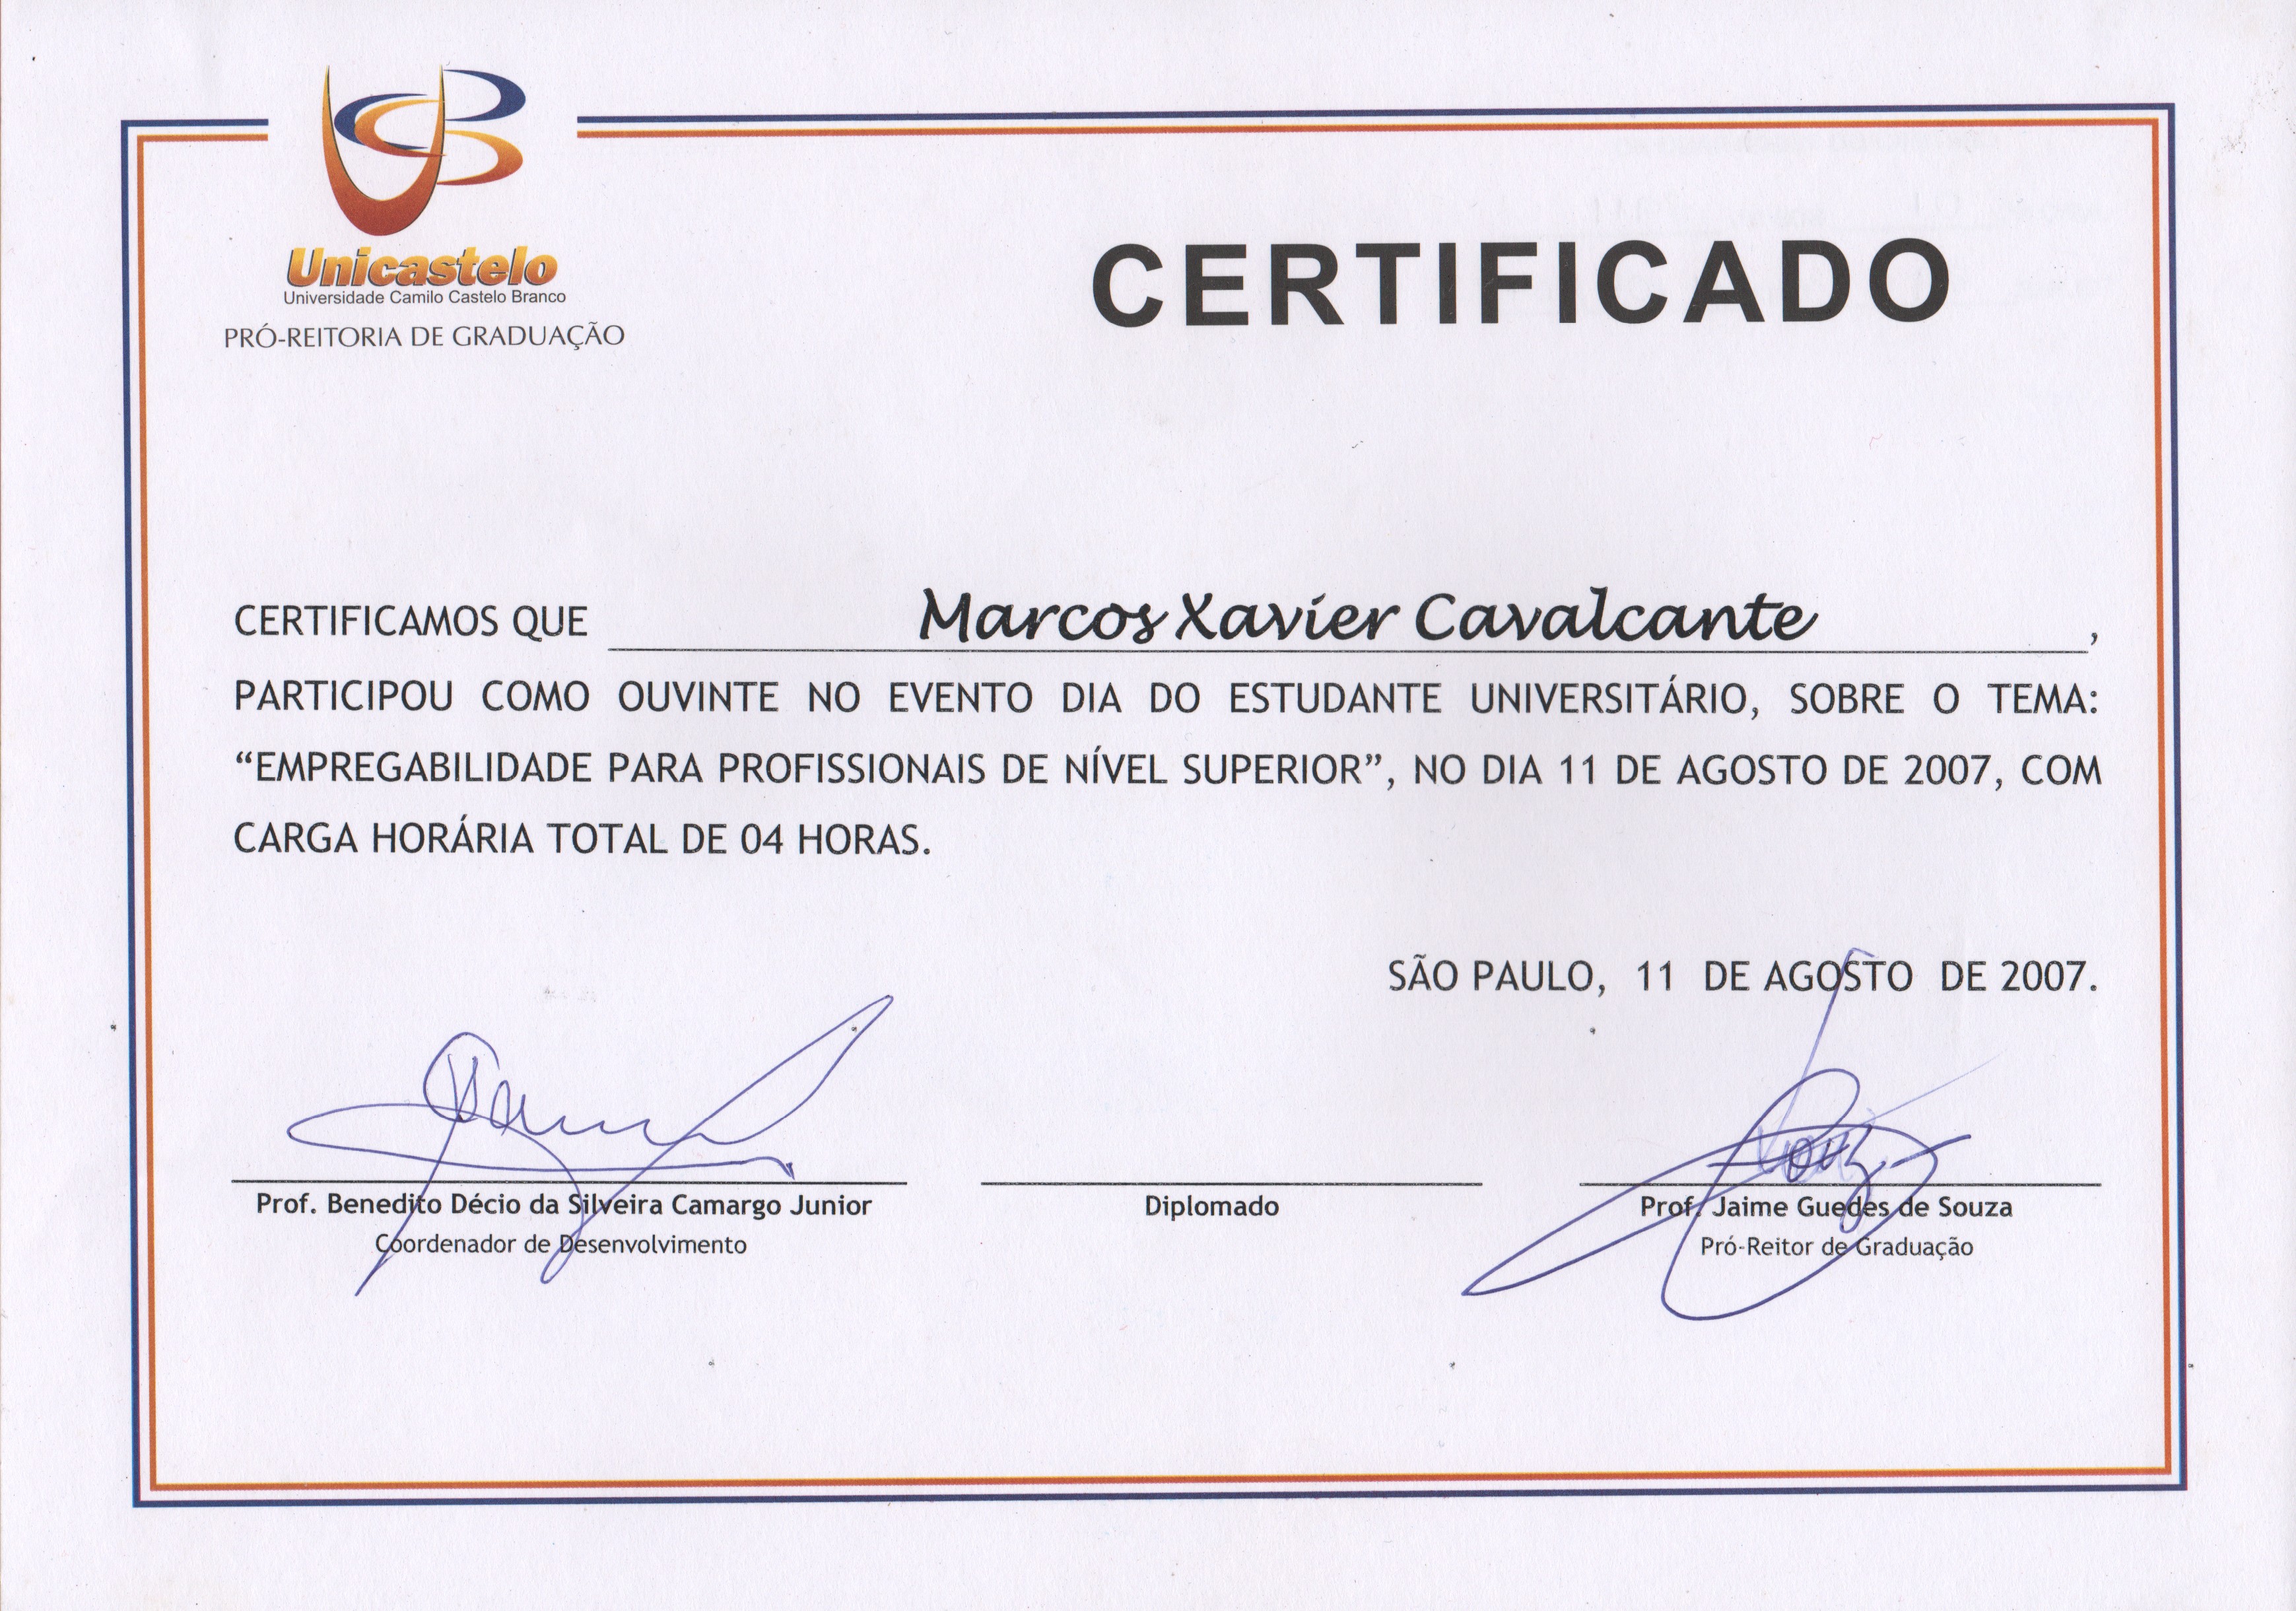 Unicastelo
Universidade Camilo Castelo Branco
PRÓ-REITORIA DE GRADUAÇÃO
CERTIFICADO
CERTIFICAMOS QUE Marcos Xavier Cavalcante,
PARTICIPOU COMO OUVINTE NO EVENTO DIA DO ESTUDANTE UNIVERSITÁRIO, SOBRE O TEMA:
“EMPREGABILIDADE PARA PROFISSIONAIS DE NÍVEL SUPERIOR”, NO DIA 11 DE AGOSTO DE 2007, COM
CARGA HORÁRIA TOTAL DE 04 HORAS.
SÃO PAULO, 11 DE AGOSTO DE 2007.
Prof. Benedito Décio da Silveira Camargo Junior
Coordenador de Desenvolvimento
Diplomado
Prof. Jaime Guedes de Souza
Pró-Reitor de Graduação